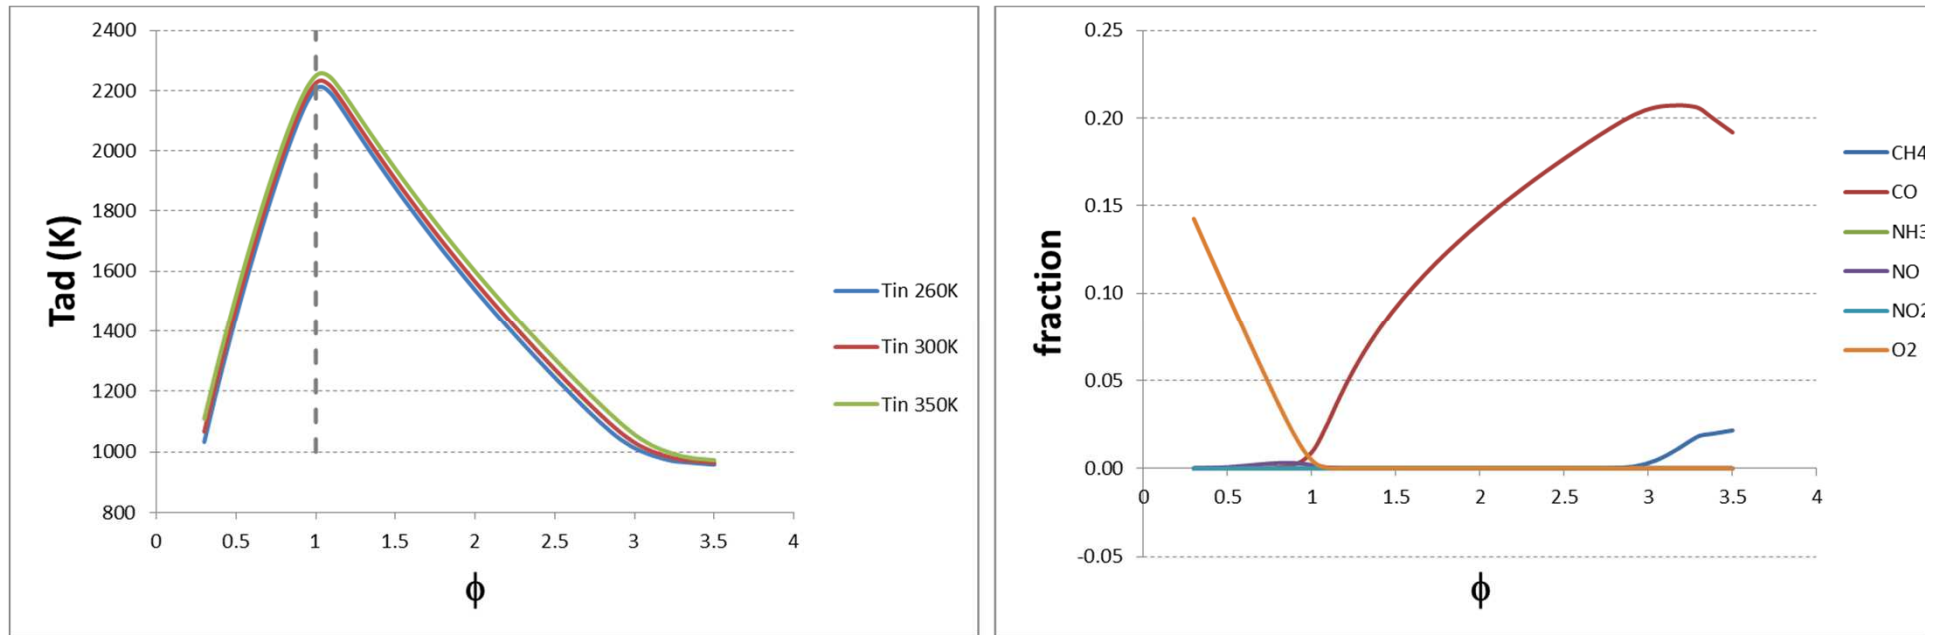 2400
2200
2000
1800
1600
1400
1200
1000
800
Tad (K)
0 0.5 1 1.5 2 2.5 3 3.5 4
ϕ
Tin 260K
Tin 300K
Tin 350K
0.25
0.20
0.15
0.10
0.05
0.00
-0.05
fraction
0 0.5 1 1.5 2 2.5 3 3.5 4
ϕ
CH4
CO
NH3
NO
NO2
O2